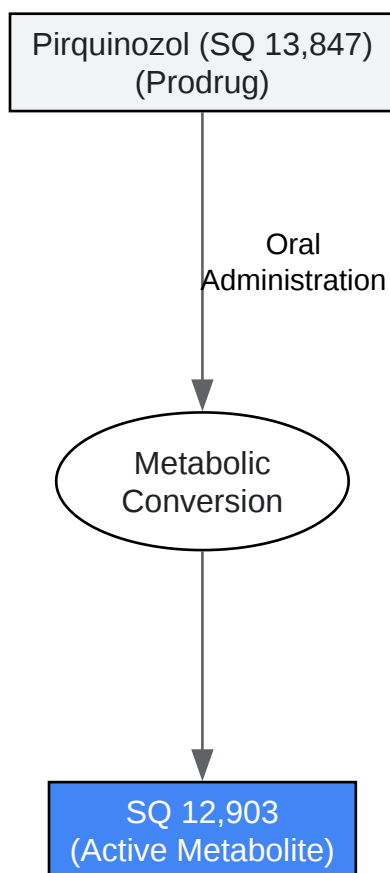 Pirquinozol (SQ 13,847)
(Prodrug)
Oral
Administration
Metabolic
Conversion
SQ 12,903
(Active Metabolite)